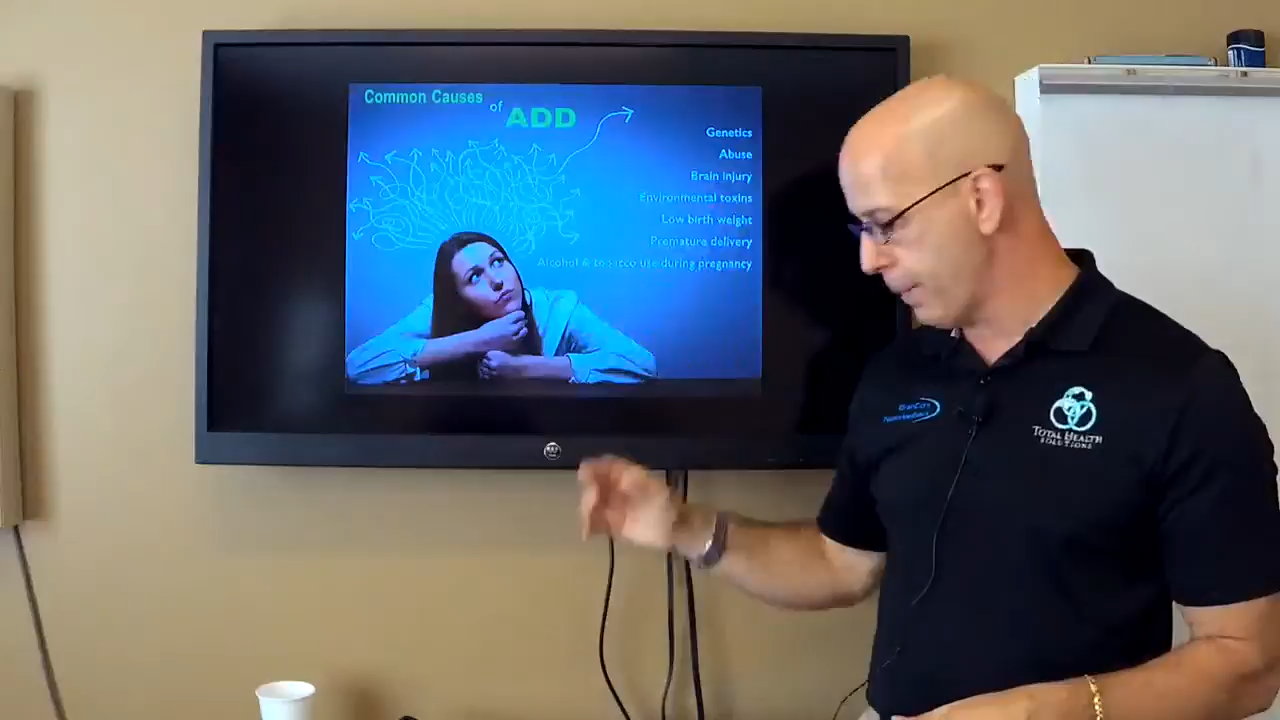 Common Causes
of
ADD
Genetics
Abuse
Brain injury
Environmental toxins
Low birth weight
Premature delivery
Alcohol & tobacco use during pregnancy
TOTAL HEALTH
SOLUTIONS